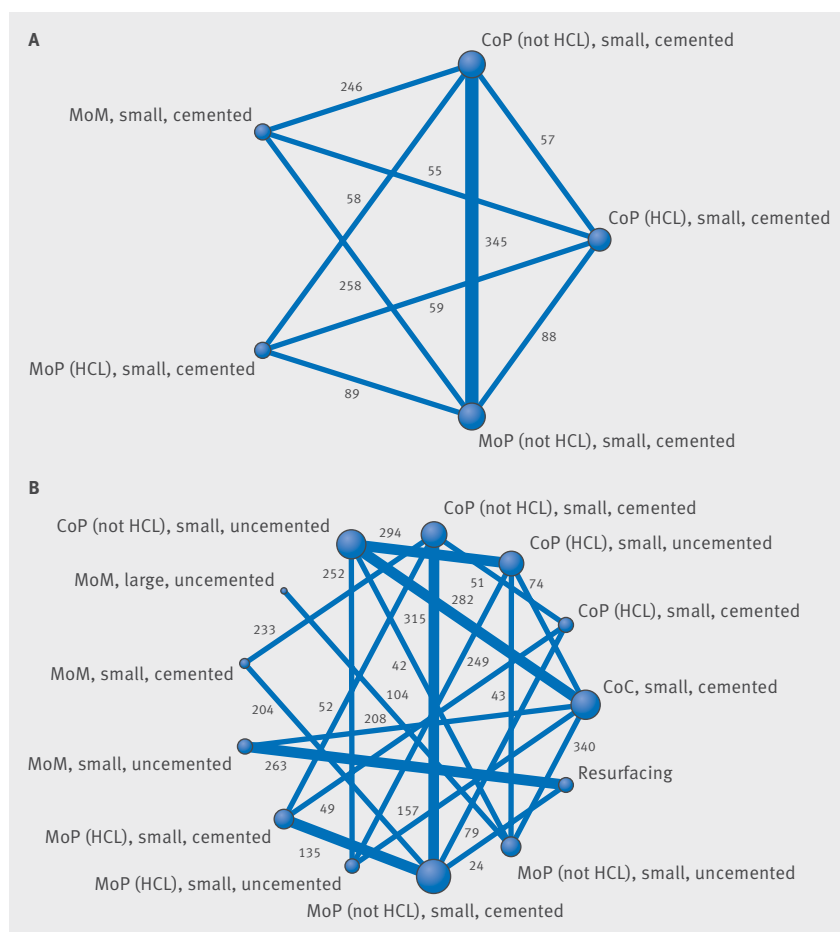 A
CoP (not HCL), small, cemented
246
MoM, small, cemented
57
55
58
CoP (HCL), small, cemented
345
258
59
88
MoP (HCL), small, cemented
89
MoP (not HCL), small, cemented
B
CoP (not HCL), small, cemented
CoP (not HCL), small, uncemented
294
CoP (HCL), small, uncemented
252
51
74
MoM, large, uncemented
282
CoP (HCL), small, cemented
315
233
249
MoM, small, cemented
42
CoC, small, cemented
104
43
204
52
208
340
MoM, small, uncemented
263
Resurfacing
49
157
MoP (HCL), small, cemented
79
135
24
MoP (not HCL), small, uncemented
MoP (HCL), small, uncemented
MoP (not HCL), small, cemented